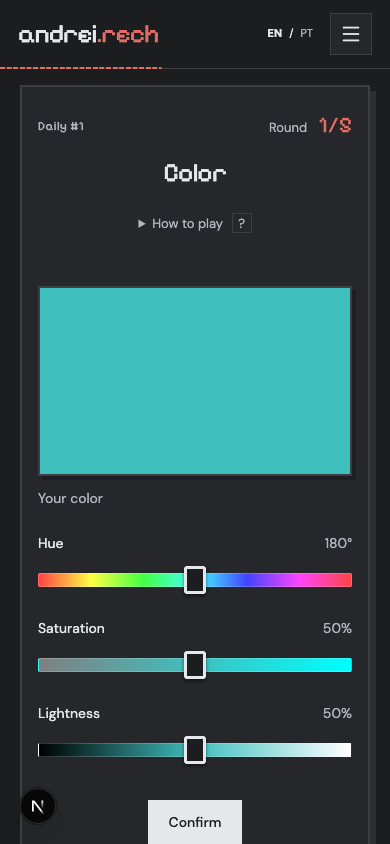 andrei.rech
EN / PT
Daily #1
Round 1/8
Color
▶ How to play ?
Your color
Hue 180°
Saturation 50%
Lightness 50%
N
Confirm